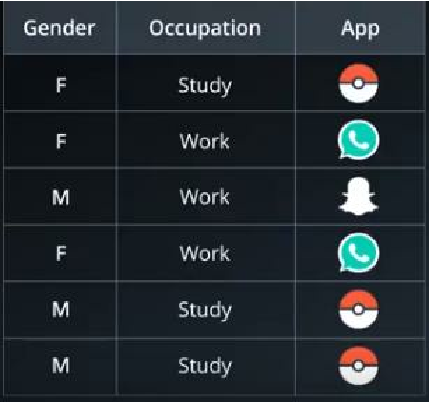 Gender Occupation App
F Study
F Work
M Work
F Work
M Study
M Study